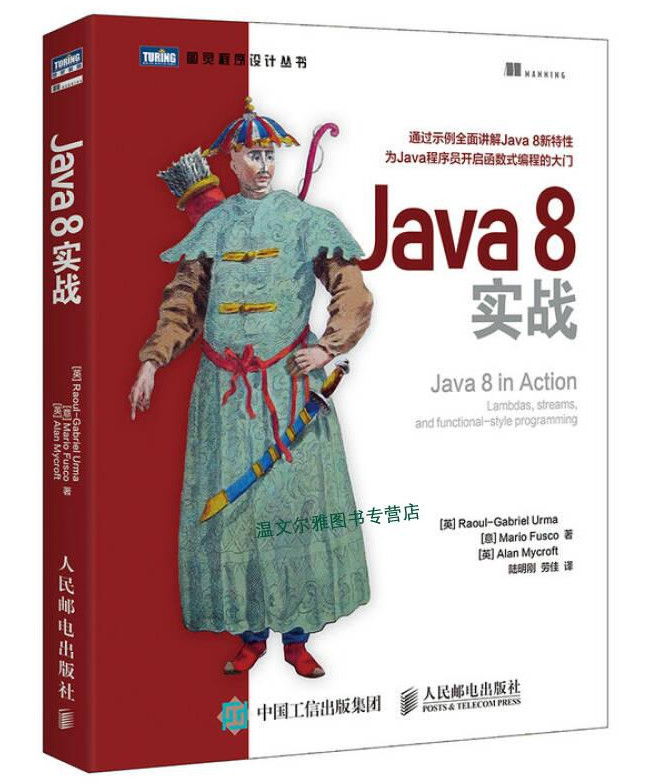 TURING
图灵教育
Java 8 实战
[英] Raoul-Gabriel Urma
[意] Mario Fusco 著
[英] Alan Mycroft
人民邮电出版社
TURING
图灵程序设计丛书
MANNING
通过示例全面讲解Java 8新特性
为Java程序员开启函数式编程的大门
Java 8
实战
Java 8 in Action
Lambdas, streams,
and functional-style programming
温文尔雅图书专营店
[英] Raoul-Gabriel Urma
[意] Mario Fusco 著
[英] Alan Mycroft
陆明刚 劳佳 译
中国工信出版集团
人民邮电出版社
POSTS & TELECOM PRESS